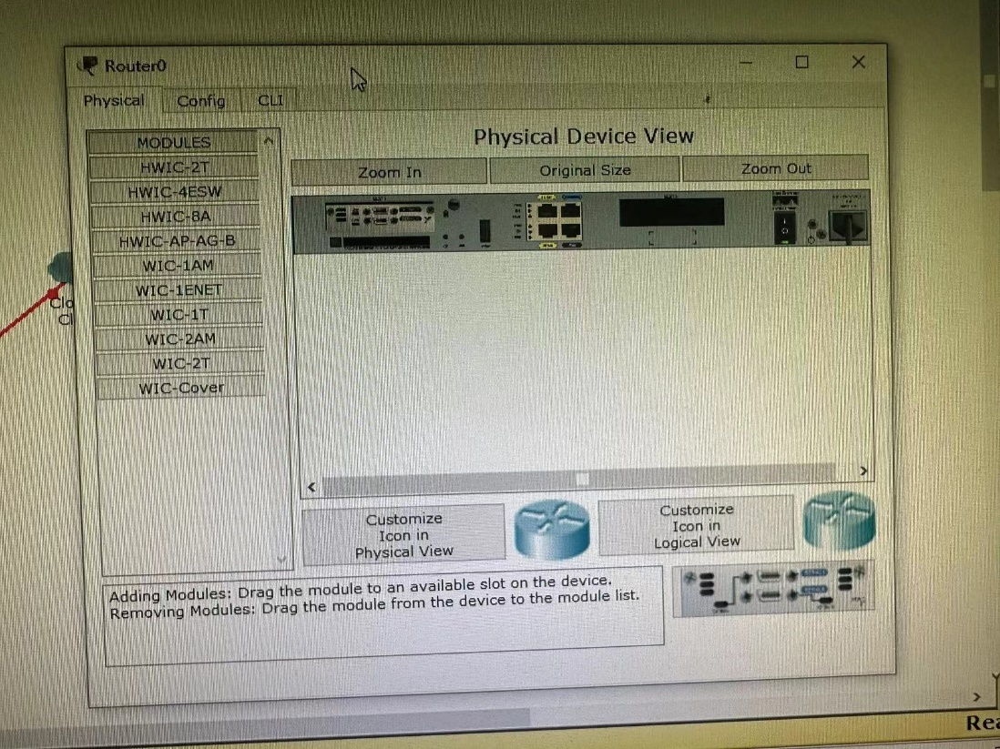 Router0
Physical
Config
CLI
MODULES
HWIC-2T
HWIC-4ESW
HWIC-8A
HWIC-AP-AG-B
WIC-1AM
WIC-1ENET
WIC-1T
WIC-2AM
WIC-2T
WIC-Cover
Physical Device View
Zoom In
Original Size
Zoom Out
Customize
Icon in
Physical View
Customize
Icon in
Logical View
Adding Modules: Drag the module to an available slot on the device.
Removing Modules: Drag the module from the device to the module list.
Clo
Cl
Rea